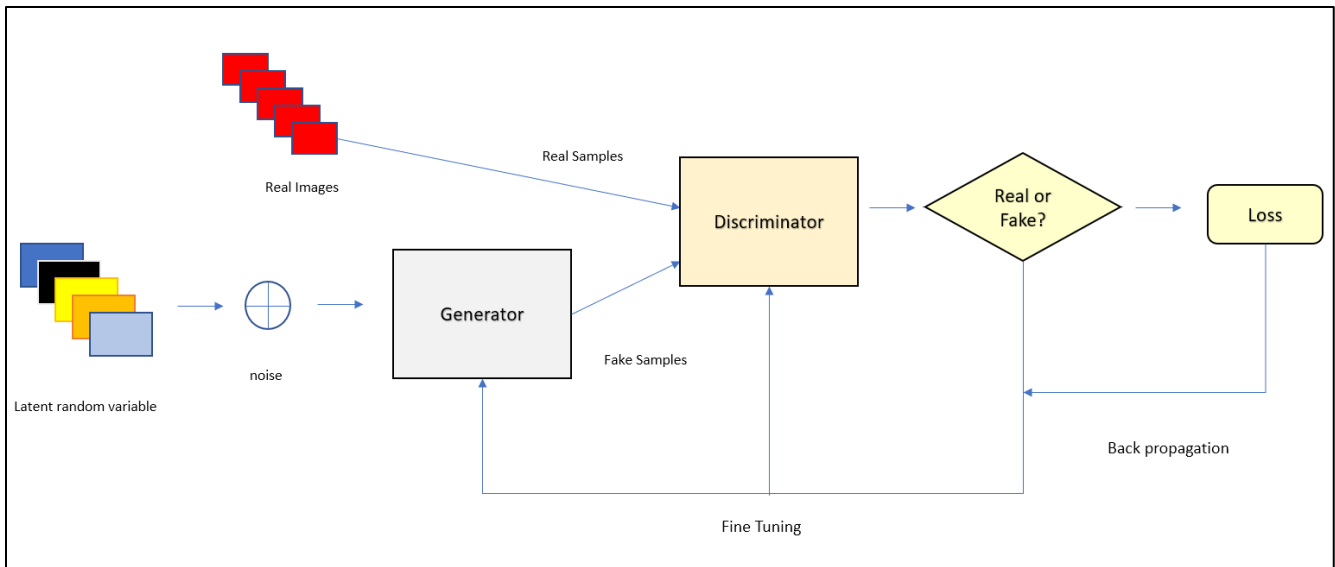 Real Samples
Real Images
Discriminator
Real or
Fake?
Loss
Generator
Fake Samples
noise
Latent random variable
Back propagation
Fine Tuning